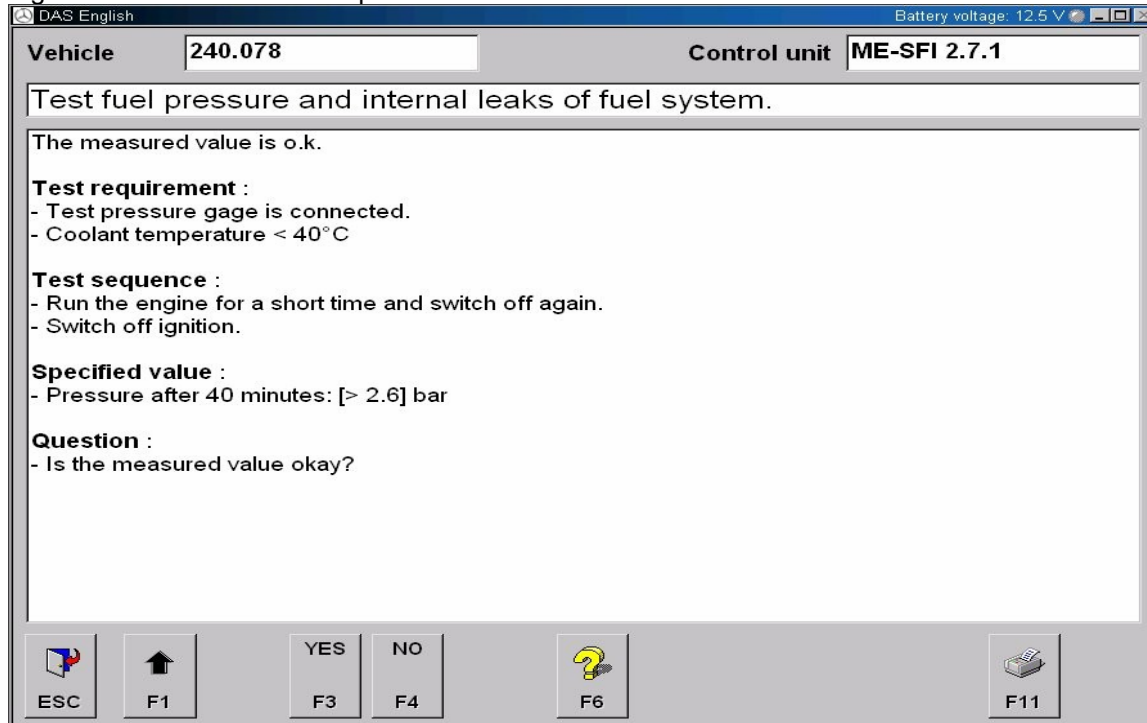 DAS English
Battery voltage: 12.5 V
Vehicle 240.078 Control unit ME-SFI 2.7.1
Test fuel pressure and internal leaks of fuel system.
The measured value is o.k.
Test requirement :
- Test pressure gage is connected.
- Coolant temperature < 40°C
Test sequence :
- Run the engine for a short time and switch off again.
- Switch off ignition.
Specified value :
- Pressure after 40 minutes: [> 2.6] bar
Question :
- Is the measured value okay?
YES NO
ESC F1 F3 F4 F6 F11